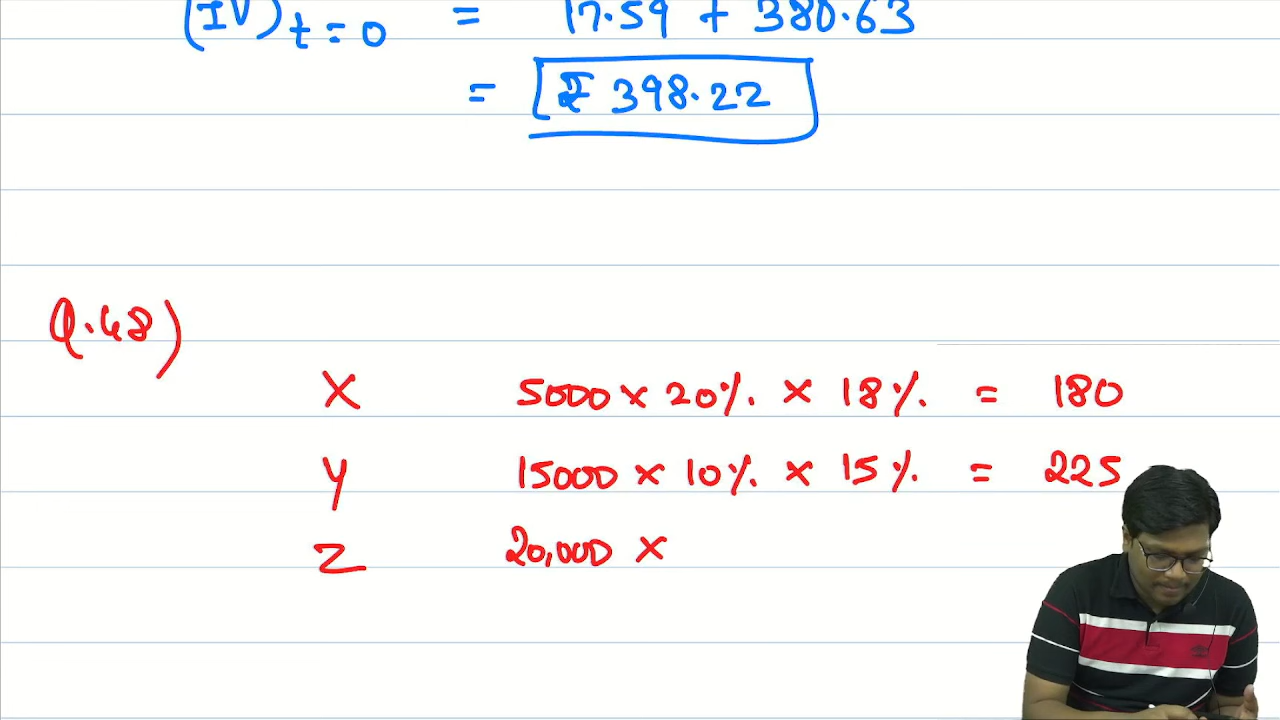 (IV)t=0 = 17.59 + 380.63
= ₹ 398.22
Q.48)
X 5000 × 20% × 18% = 180
Y 15000 × 10% × 15% = 225
Z 20,000 ×